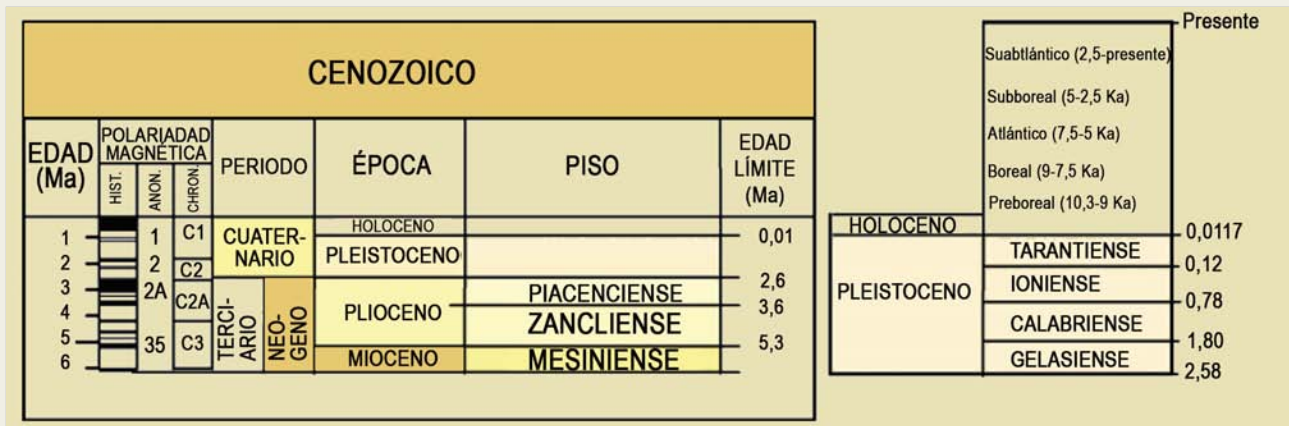 CENOZOICO
EDAD
(Ma)
POLARIADAD
MAGNÉTICA
HIST.
ANON.
CHRON.
PERIODO
ÉPOCA
PISO
EDAD
LÍMITE
(Ma)
1
2
3
4
5
6
1
2
2A
35
C1
C2
C2A
C3
CUATER-
NARIO
TERCI-
ARIO
NEO-
GENO
HOLOCENO
PLEISTOCENO
PLIOCENO
MIOCENO
PIACENCIENSE
ZANCLIENSE
MESINIENSE
0,01
2,6
3,6
5,3
Presente
Suabtlántico (2,5-presente)
Subboreal (5-2,5 Ka)
Atlántico (7,5-5 Ka)
Boreal (9-7,5 Ka)
Preboreal (10,3-9 Ka)
HOLOCENO
0,0117
PLEISTOCENO
TARANTIENSE
0,12
IONIENSE
0,78
CALABRIENSE
1,80
GELASIENSE
2,58